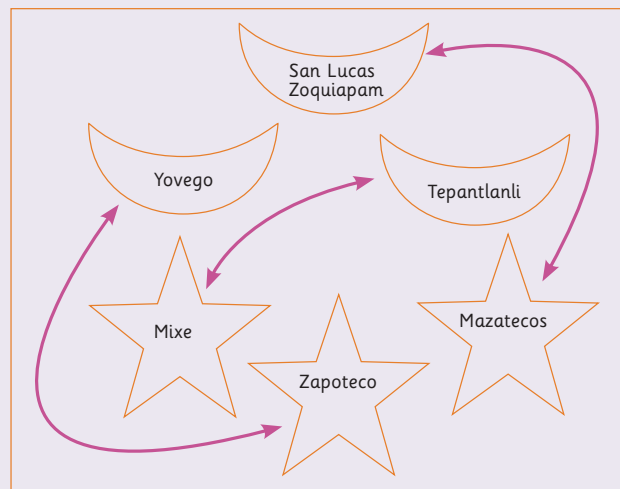 San Lucas
Zoquiapam
Yovego
Tepantlanli
Mixe
Mazatecos
Zapoteco